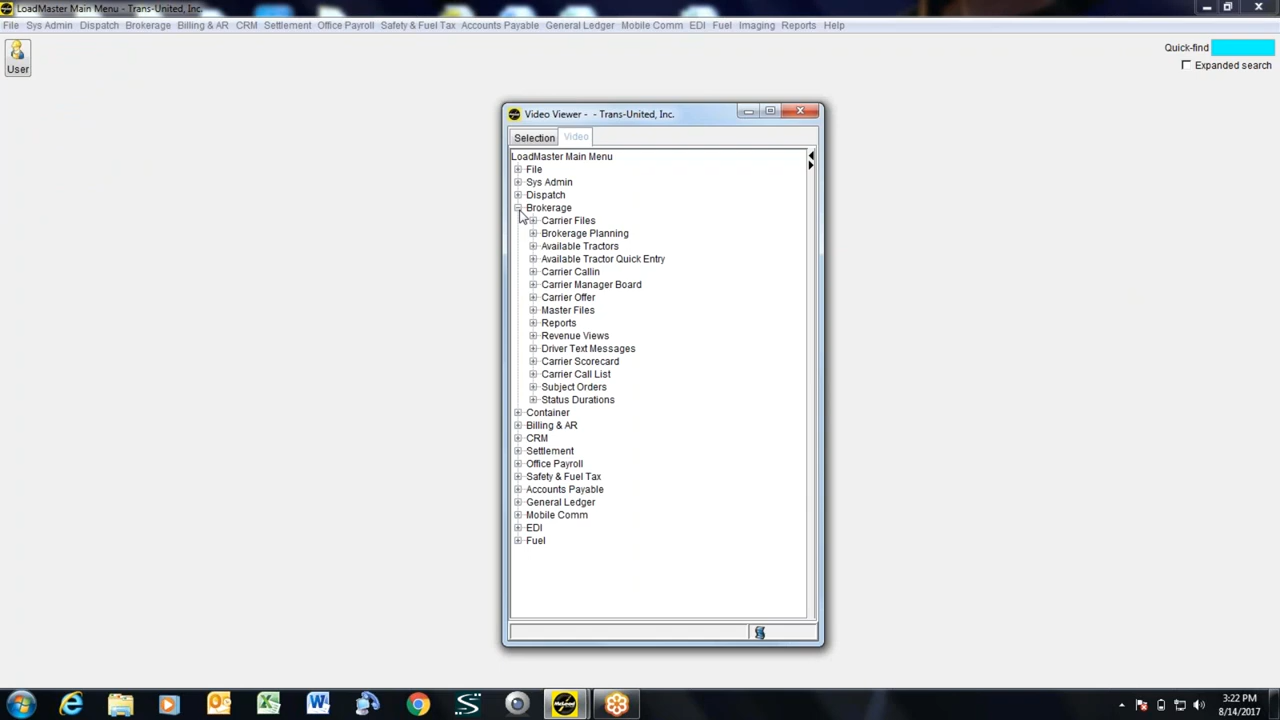 LoadMaster Main Menu - Trans-United, Inc.
File Sys Admin Dispatch Brokerage Billing & AR CRM Settlement Office Payroll Safety & Fuel Tax Accounts Payable General Ledger Mobile Comm EDI Fuel Imaging Reports Help
User
Quick-find
Expanded search
Video Viewer - - Trans-United, Inc.
Selection Video
LoadMaster Main Menu
File
Sys Admin
Dispatch
Brokerage
Carrier Files
Brokerage Planning
Available Tractors
Available Tractor Quick Entry
Carrier Callin
Carrier Manager Board
Carrier Offer
Master Files
Reports
Revenue Views
Driver Text Messages
Carrier Scorecard
Carrier Call List
Subject Orders
Status Durations
Container
Billing & AR
CRM
Settlement
Office Payroll
Safety & Fuel Tax
Accounts Payable
General Ledger
Mobile Comm
EDI
Fuel
3:22 PM
8/14/2017